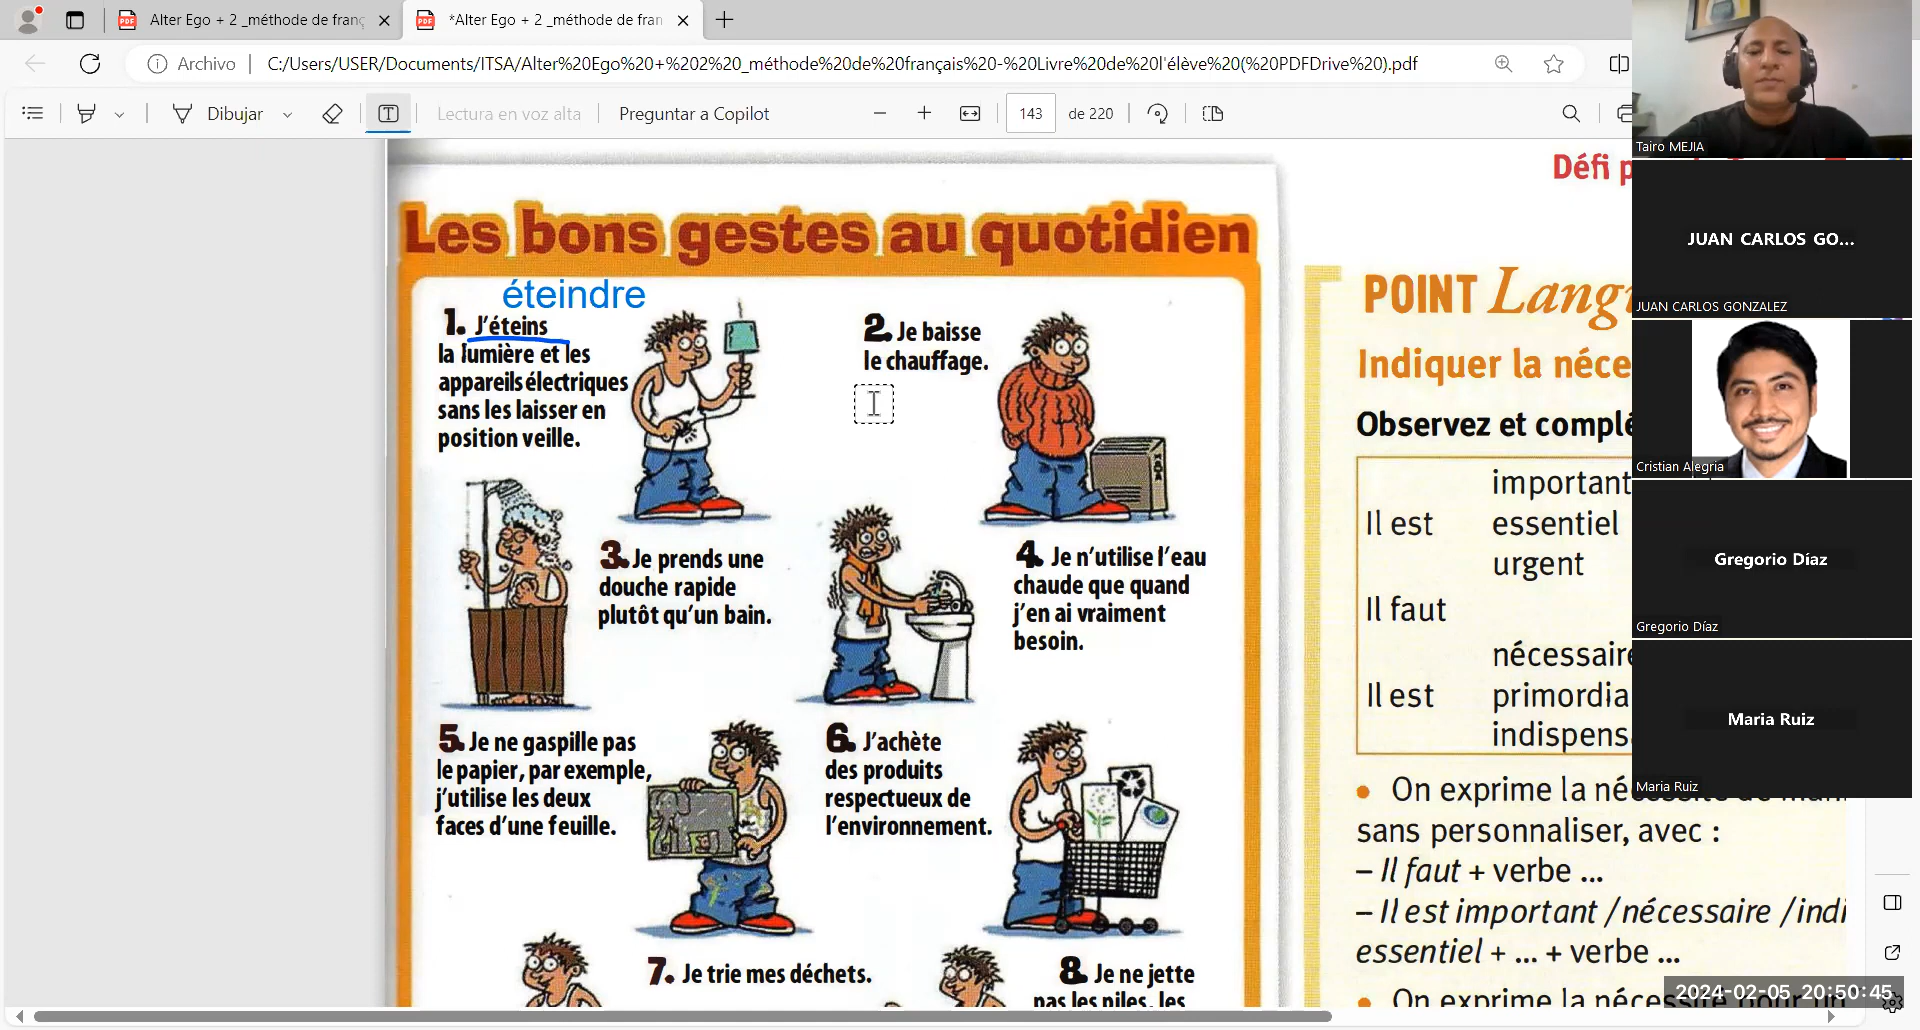 Alter Ego + 2 _méthode de franç
*Alter Ego + 2 _méthode de fran
Archivo
C:/Users/USER/Documents/ITSA/Alter%20Ego%20+%202%20_méthode%20de%20français%20-%20Livre%20de%20l'élève%20(%20PDFDrive%20).pdf
Dibujar
Lectura en voz alta
Preguntar a Copilot
143
de 220
Les bons gestes au quotidien
éteindre
1. J'éteins
la lumière et les
appareils électriques
sans les laisser en
position veille.
2. Je baisse
le chauffage.
3. Je prends une
douche rapide
plutôt qu'un bain.
4. Je n'utilise l'eau
chaude que quand
j'en ai vraiment
besoin.
5. Je ne gaspille pas
le papier, par exemple,
j'utilise les deux
faces d'une feuille.
6. J'achète
des produits
respectueux de
l'environnement.
7. Je trie mes déchets.
8. Je ne jette
pas les piles, les
Défi p
POINT Lang
Indiquer la néce
Observez et complé
important
Il est essentiel
urgent
Il faut
nécessaire
Il est primordia
indispens
• On exprime la nécessité de
sans personnaliser, avec :
– Il faut + verbe ...
– Il est important / nécessaire / indi
essentiel + ... + verbe ...
• On exprime la nécessité pour un
Tairo MEJIA
JUAN CARLOS GO...
JUAN CARLOS GONZALEZ
Cristian Alegria
Gregorio Díaz
Gregorio Díaz
Maria Ruiz
Maria Ruiz
2024-02-05 20:50:45